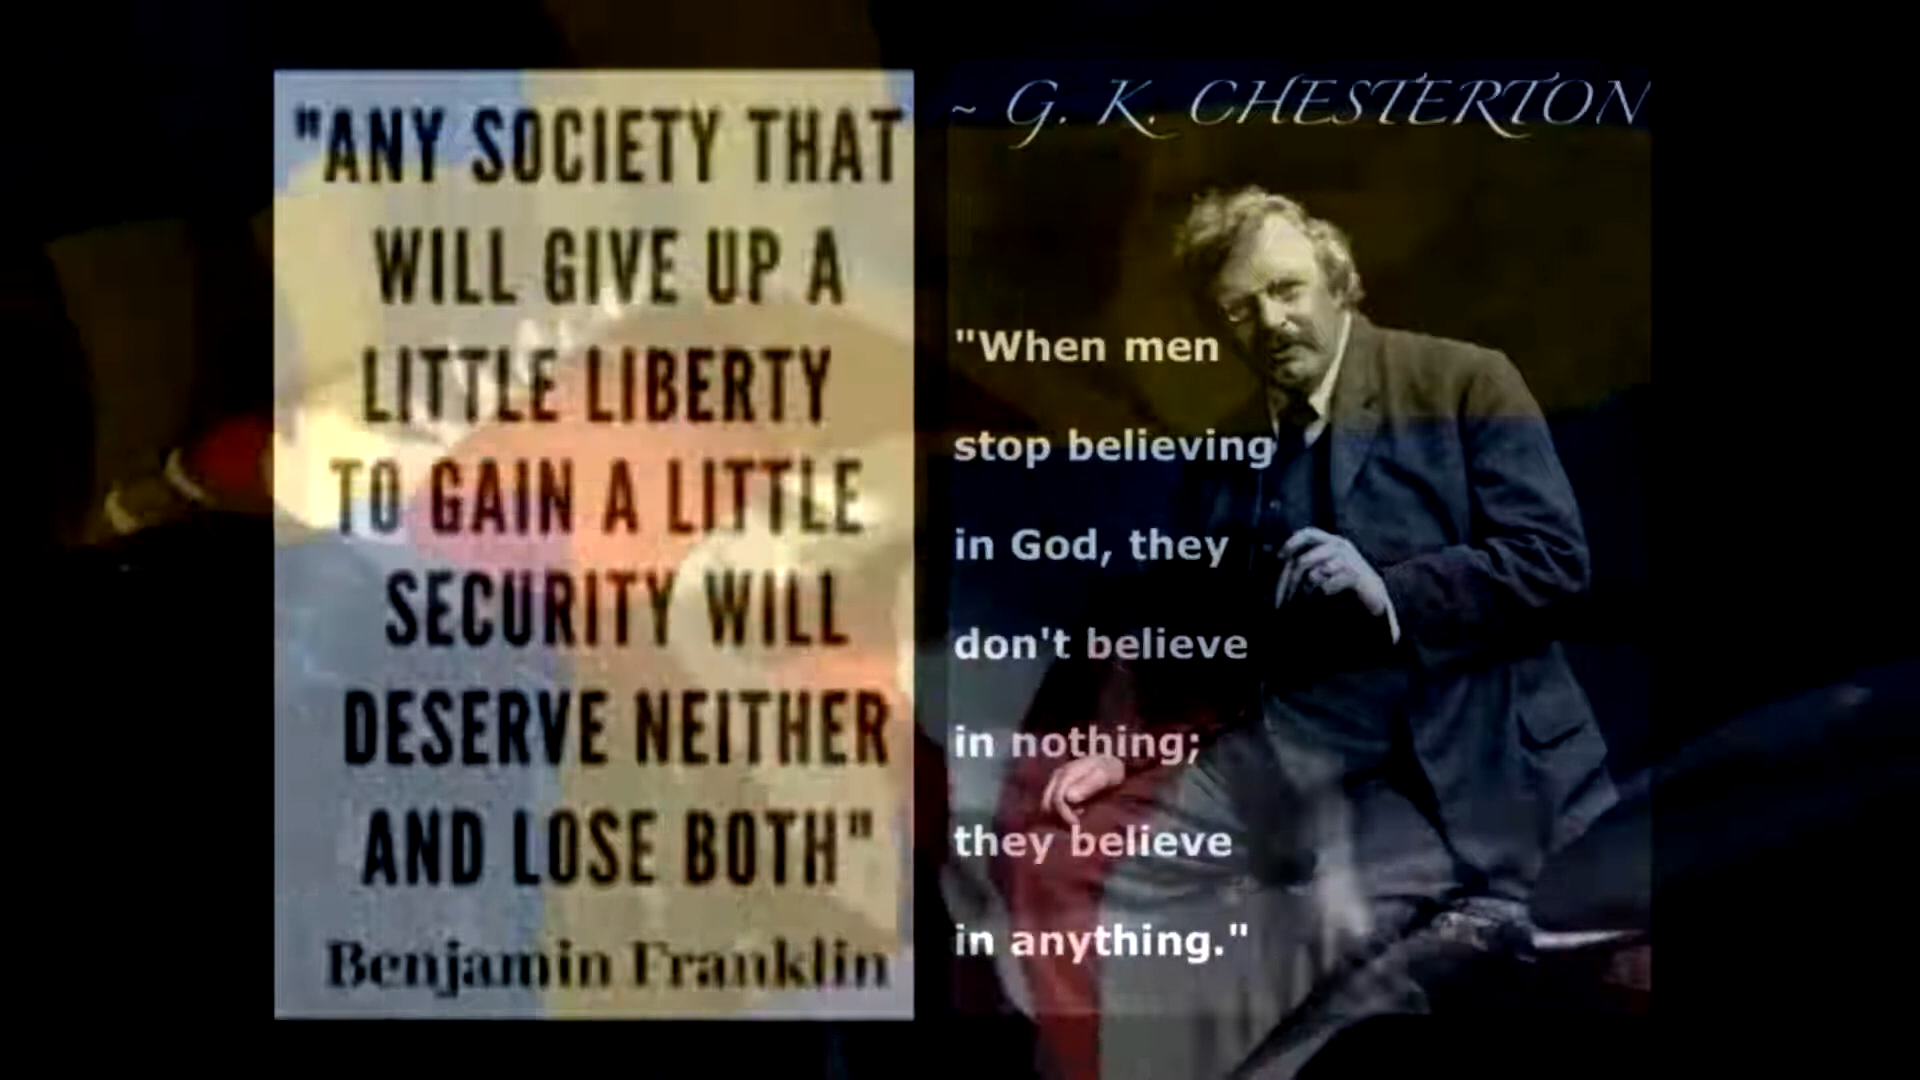 "ANY SOCIETY THAT
WILL GIVE UP A
LITTLE LIBERTY
TO GAIN A LITTLE
SECURITY WILL
DESERVE NEITHER
AND LOSE BOTH"
Benjamin Franklin
~ G. K. CHESTERTON
"When men
stop believing
in God, they
don't believe
in nothing;
they believe
in anything."